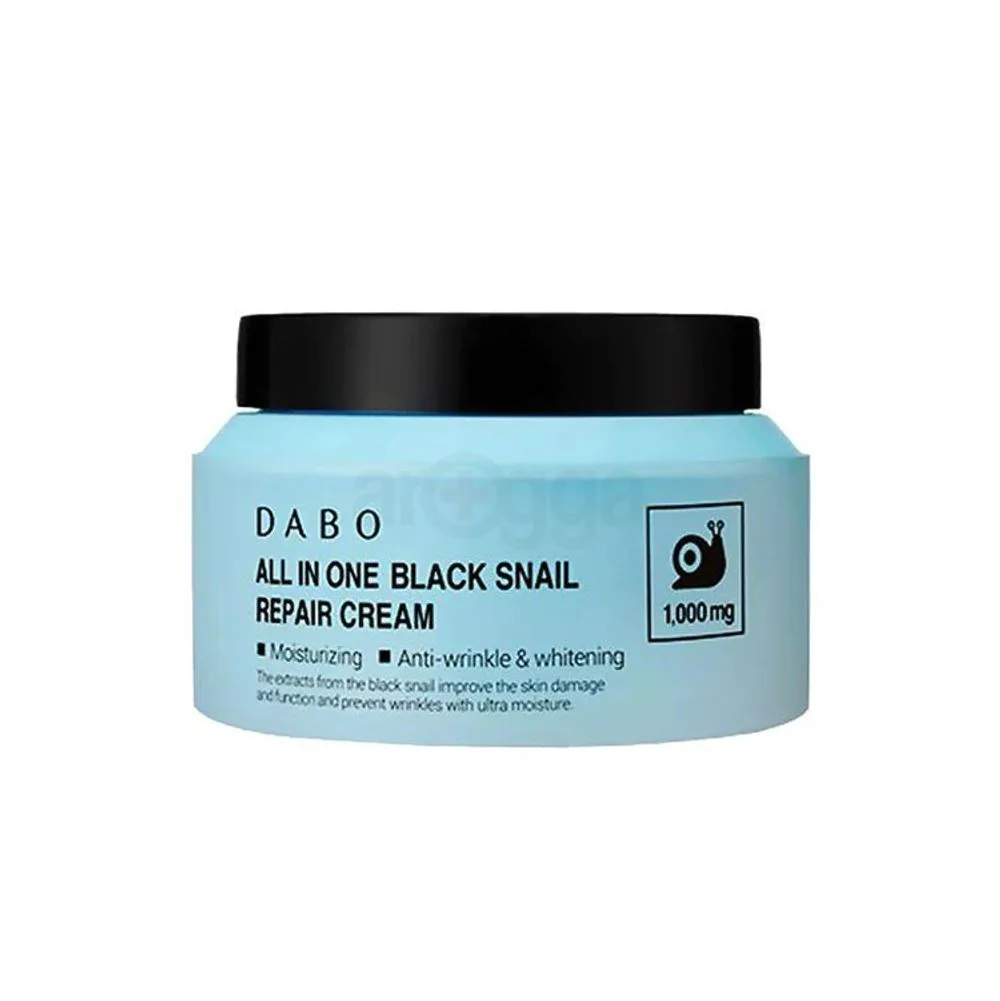 arogga
DABO
ALL IN ONE BLACK SNAIL
REPAIR CREAM
Moisturizing ■ Anti-wrinkle & whitening
The extracts from the black snail improve the skin damage
and function and prevent wrinkles with ultra moisture.
1,000 mg